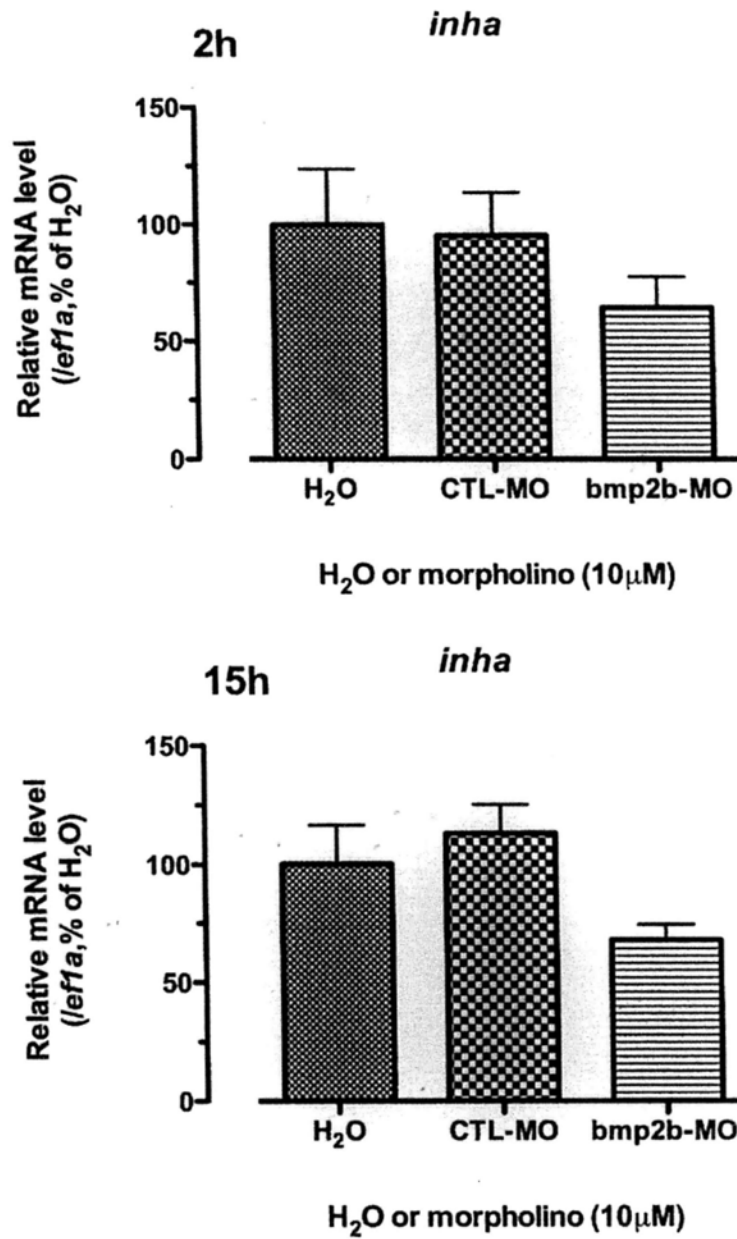 2h
inha
Relative mRNA level
(/ef1a,% of H₂O)
150
100
50
0
H₂O CTL-MO bmp2b-MO
H₂O or morpholino (10µM)
15h
inha
Relative mRNA level
(/ef1a,% of H₂O)
150
100
50
0
H₂O CTL-MO bmp2b-MO
H₂O or morpholino (10µM)